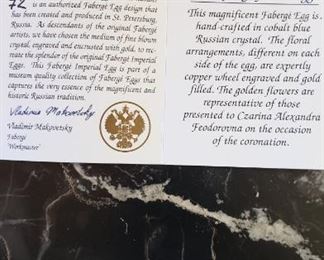 72 is an authorized Fabergé Egg design that
has been created and produced in St. Petersburg,
Russia. As descendants of the original Fabergé
artists, we have chosen the medium of fine blown
crystal, engraved and encrusted with gold, to re-
create the splendor of the original Fabergé Imperial
Eggs. This Fabergé Imperial Egg is part of a
museum quality collection of Fabergé Eggs that
captures the very essence of the magnificent and
historic Russian tradition.
Vladimir Makovetsky
Vladimir Makovetsky
Fabergé
Workmaster
This magnificent Fabergé Egg is
hand-crafted in cobalt blue
Russian crystal. The floral
arrangements, different on each
side of the egg, are expertly
copper wheel engraved and gold
filled. The golden flowers are
representative of those
presented to Czarina Alexandra
Feodorovna on the occasion
of the coronation.